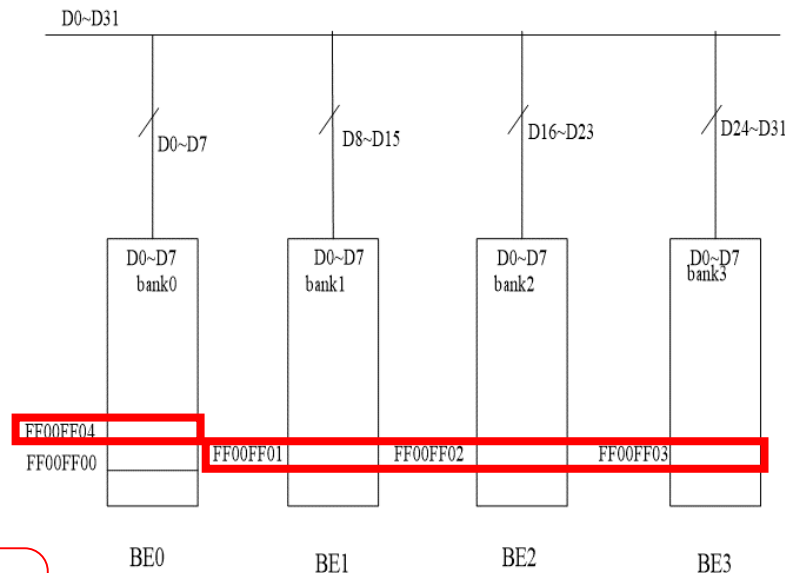 D0~D31
D0~D7
D8~D15
D16~D23
D24~D31
D0~D7
bank0
D0~D7
bank1
D0~D7
bank2
D0~D7
bank3
FF00FF04
FF00FF00
FF00FF01
FF00FF02
FF00FF03
BE0
BE1
BE2
BE3